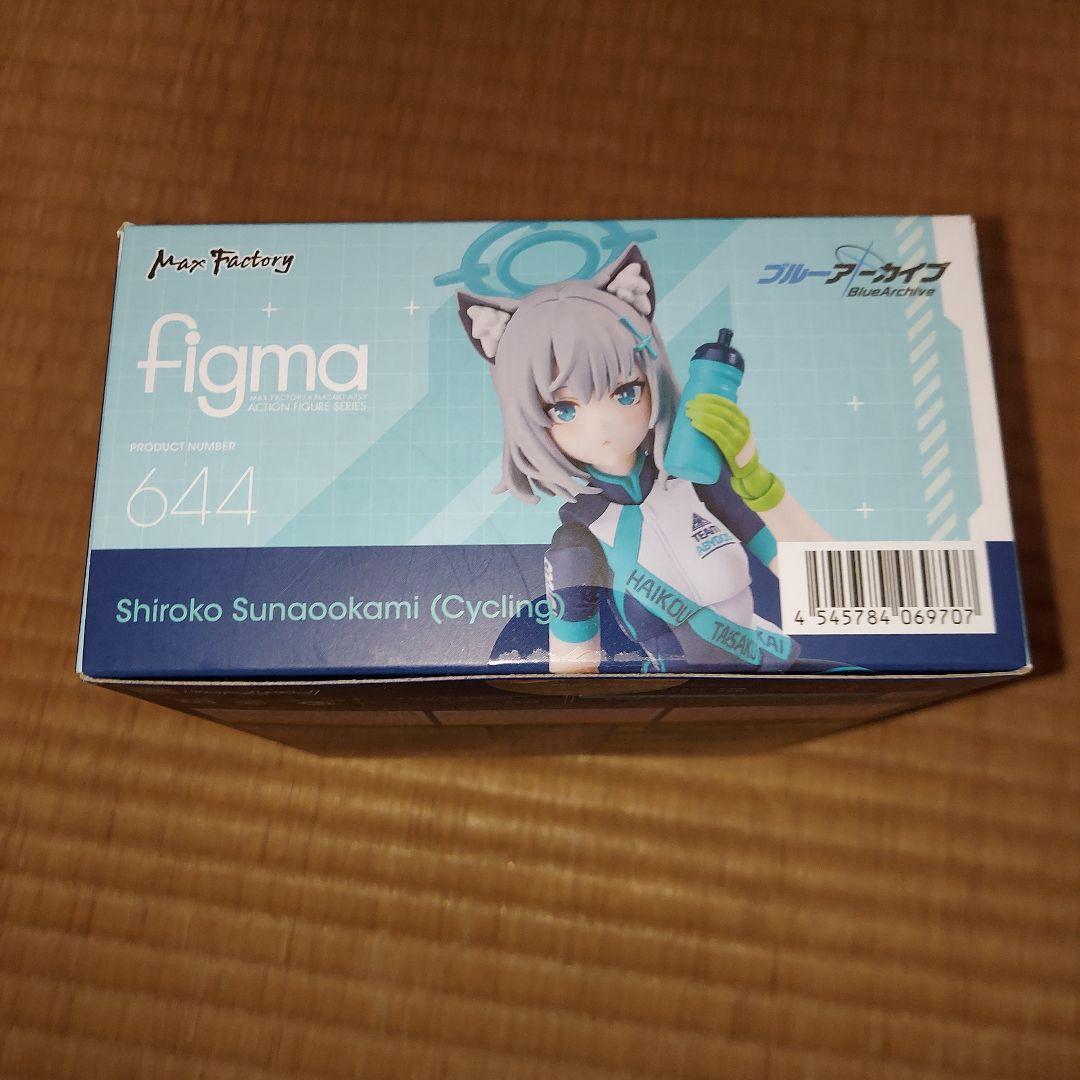 Max Factory
ブルーアーカイブ
BlueArchive
figma
MAX FACTORY × MASAKI APSY
ACTION FIGURE SERIES
PRODUCT NUMBER
644
TEAM
ABYDOS
HAIKOU TAISAKU
KAI
Shiroko Sunaookami (Cycling)
4 545784 069707